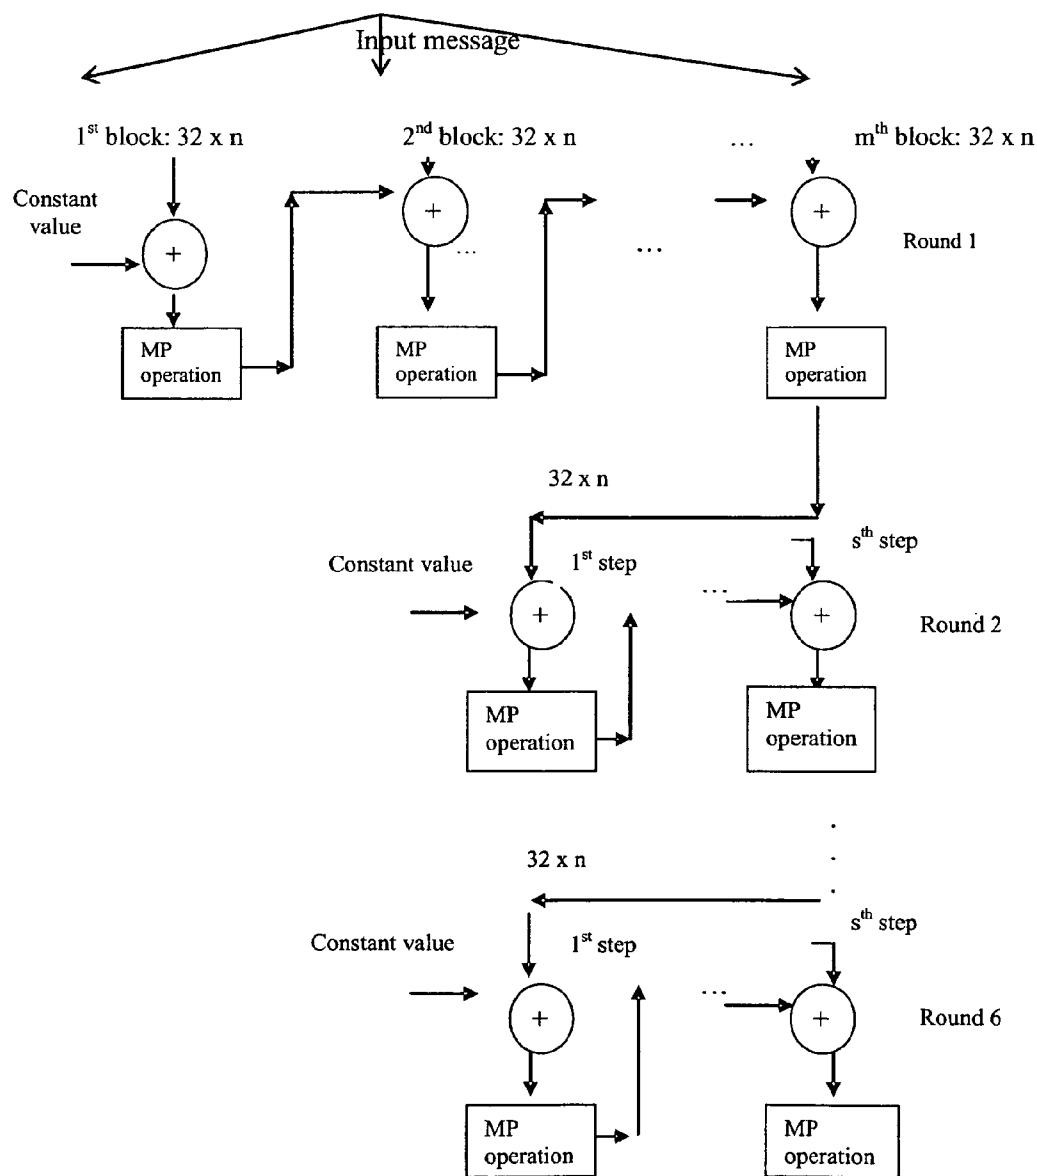 Input message
1st block: 32 x n
2nd block: 32 x n
...
mth block: 32 x n
Constant
value
+
+
...
...
+
Round 1
MP
operation
MP
operation
MP
operation
32 x n
Constant value
1st step
sth step
...
+
+
Round 2
MP
operation
MP
operation
32 x n
Constant value
1st step
sth step
...
+
+
Round 6
MP
operation
MP
operation